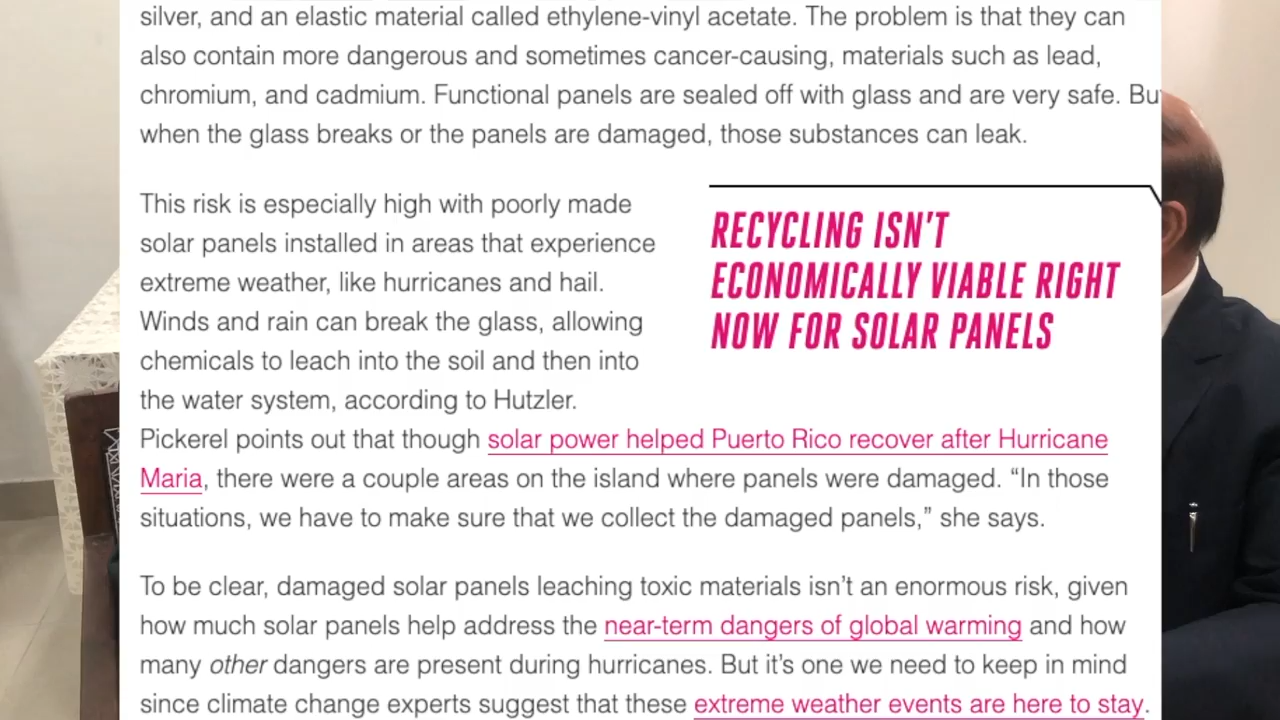 silver, and an elastic material called ethylene-vinyl acetate. The problem is that they can
also contain more dangerous and sometimes cancer-causing, materials such as lead,
chromium, and cadmium. Functional panels are sealed off with glass and are very safe. Bu
when the glass breaks or the panels are damaged, those substances can leak.
This risk is especially high with poorly made
solar panels installed in areas that experience
extreme weather, like hurricanes and hail.
Winds and rain can break the glass, allowing
chemicals to leach into the soil and then into
the water system, according to Hutzler.
RECYCLING ISN'T
ECONOMICALLY VIABLE RIGHT
NOW FOR SOLAR PANELS
Pickerel points out that though solar power helped Puerto Rico recover after Hurricane
Maria, there were a couple areas on the island where panels were damaged. “In those
situations, we have to make sure that we collect the damaged panels,” she says.
To be clear, damaged solar panels leaching toxic materials isn’t an enormous risk, given
how much solar panels help address the near-term dangers of global warming and how
many other dangers are present during hurricanes. But it’s one we need to keep in mind
since climate change experts suggest that these extreme weather events are here to stay.